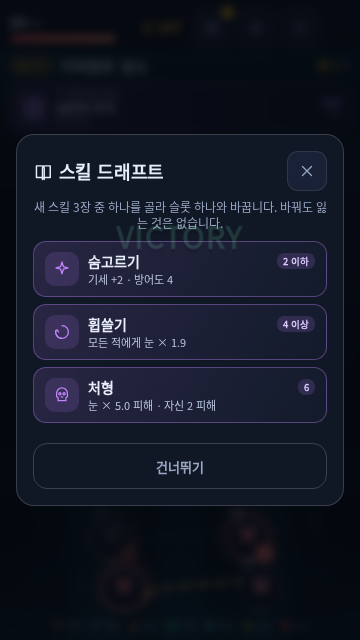 스킬 드래프트
새 스킬 3장 중 하나를 골라 슬롯 하나와 바꿉니다. 바꿔도 잃
는 것은 없습니다.
VICTORY
숨고르기
2 이하
기세 +2 · 방어도 4
휩쓸기
4 이상
모든 적에게 눈 × 1.9
처형
6
눈 × 5.0 피해 · 자신 2 피해
건너뛰기